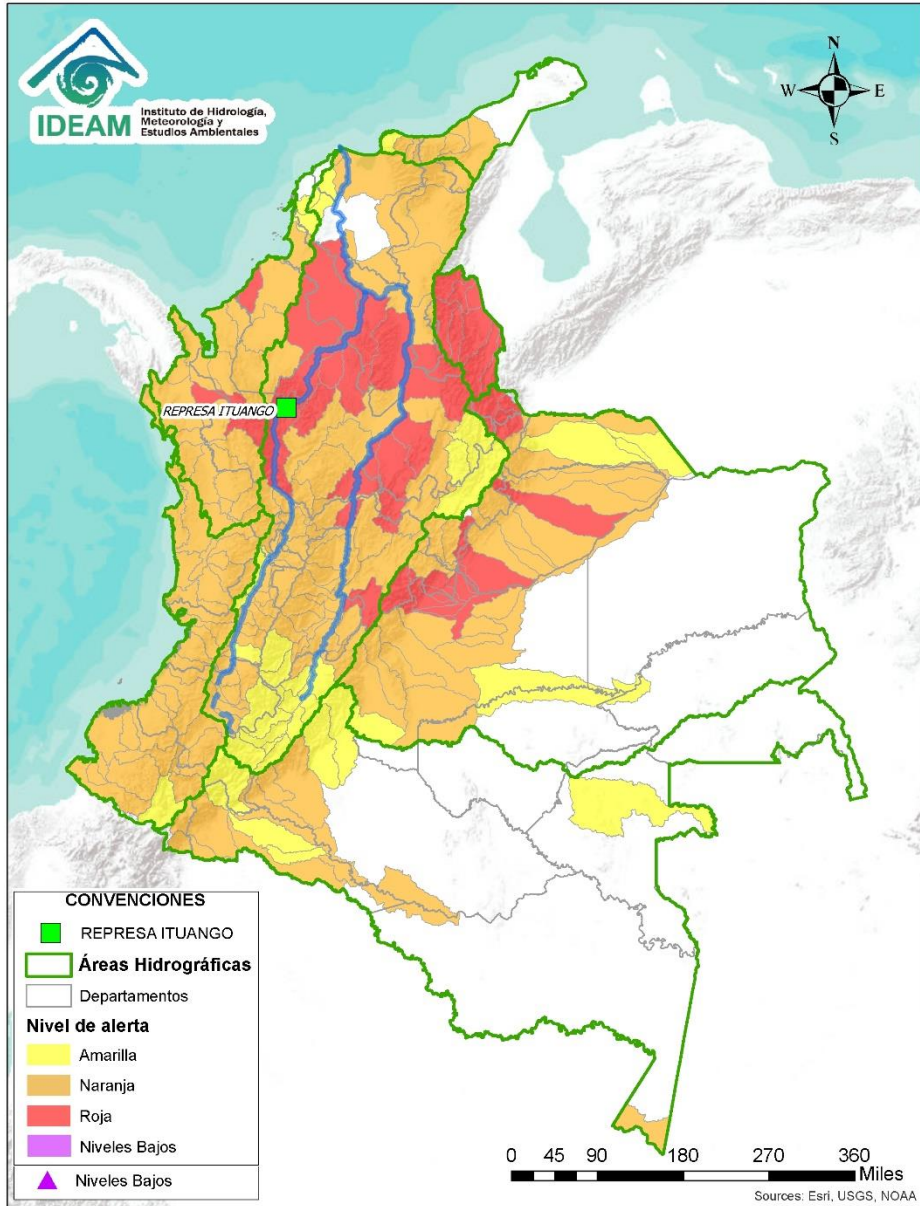 IDEAM
Instituto de Hidrología,
Meteorología y
Estudios Ambientales
N
W
E
S
REPRESA ITUANGO
CONVENCIONES
REPRESA ITUANGO
Áreas Hidrográficas
Departamentos
Nivel de alerta
Amarilla
Naranja
Roja
Niveles Bajos
Niveles Bajos
0 45 90 180 270 360
Miles
Sources: Esri, USGS, NOAA